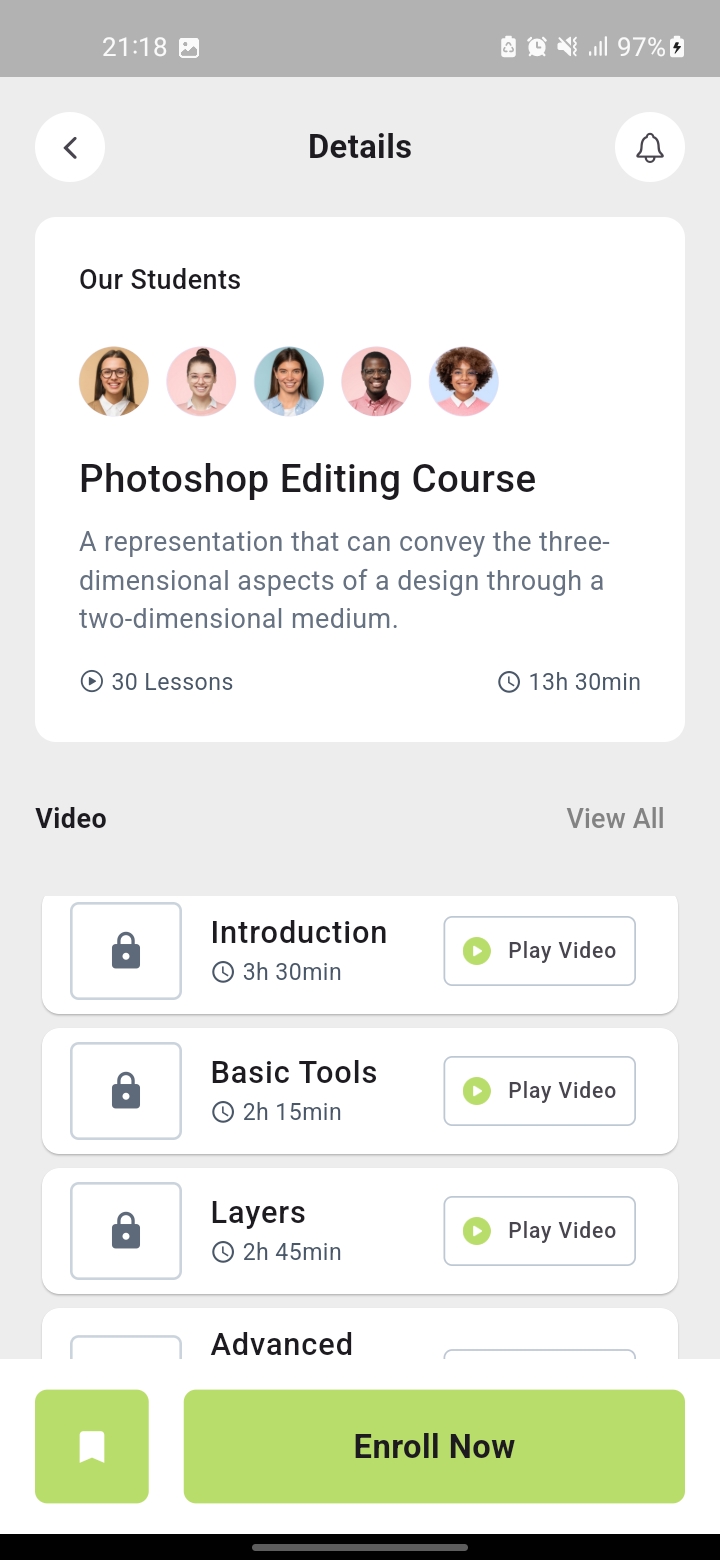 21:18
97%
Details
Our Students
Photoshop Editing Course
A representation that can convey the three-
dimensional aspects of a design through a
two-dimensional medium.
30 Lessons
13h 30min
Video
View All
Introduction
3h 30min
Play Video
Basic Tools
2h 15min
Play Video
Layers
2h 45min
Play Video
Advanced
Enroll Now